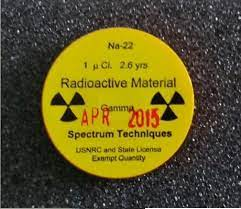 Na-22
1 μ Ci. 2.6 yrs
Radioactive Material
Gamma
APR 2015
Spectrum Techniques
USNRC and State License
Exempt Quantity